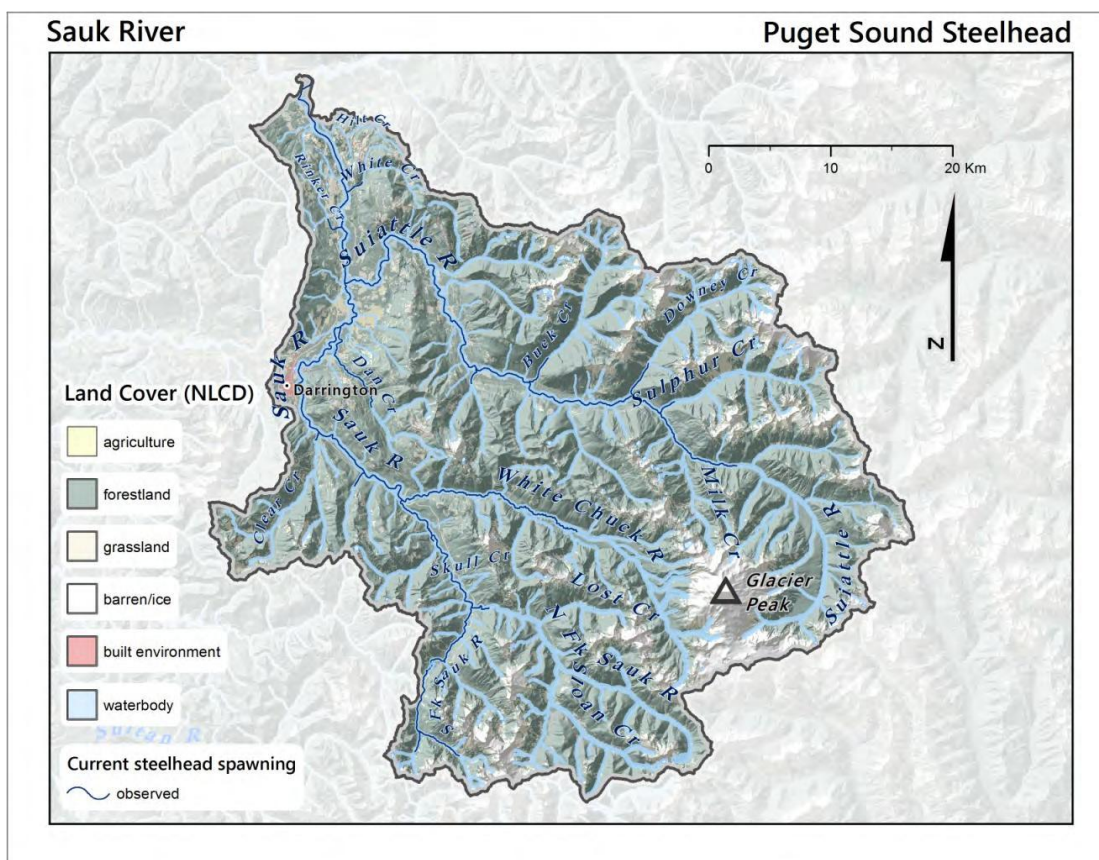 Sauk River
Puget Sound Steelhead
Hilt Cr
0 10 20 Km
Rinker Cr
White Cr
Suiattle R
Downey Cr
N
Buck Cr
Sauk R
Sulphur Cr
Dan Cr
Darrington
Land Cover (NLCD)
Sauk R
agriculture
White Chuck R
Milk Cr
forestland
Clear Cr
Suiattle R
grassland
Skull Cr
Lost Cr
Glacier
Peak
barren/ice
N Fk Sauk R
built environment
S Fk Sauk R
Sloan Cr
waterbody
Sultan R
Current steelhead spawning
observed